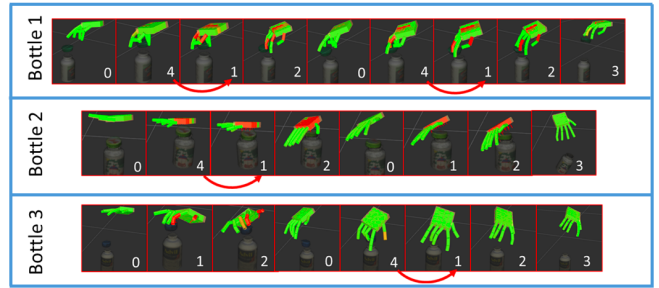 Bottle 1
0 4 1 2 0 4 1 2 3
Bottle 2
0 4 1 2 0 1 2 3
Bottle 3
0 1 2 0 4 1 2 3